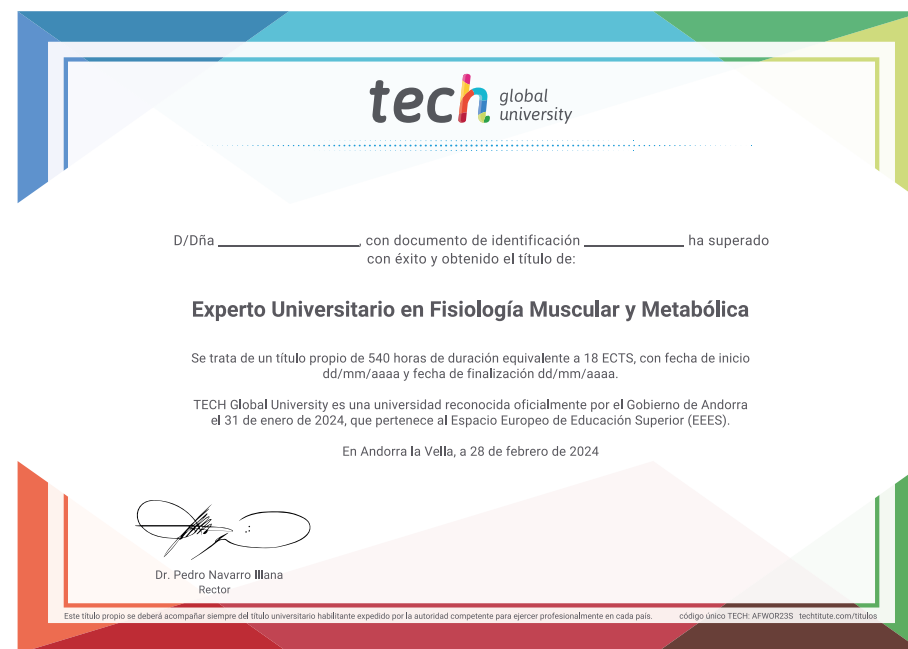 tech global university
D/Dña ____________________, con documento de identificación ______________ ha superado
con éxito y obtenido el título de:
Experto Universitario en Fisiología Muscular y Metabólica
Se trata de un título propio de 540 horas de duración equivalente a 18 ECTS, con fecha de inicio
dd/mm/aaaa y fecha de finalización dd/mm/aaaa.
TECH Global University es una universidad reconocida oficialmente por el Gobierno de Andorra
el 31 de enero de 2024, que pertenece al Espacio Europeo de Educación Superior (EEES).
En Andorra la Vella, a 28 de febrero de 2024
Dr. Pedro Navarro Illana
Rector
Este título propio se deberá acompañar siempre del título universitario habilitante expedido por la autoridad competente para ejercer profesionalmente en cada país. código único TECH: AFWOR23S techtitute.com/titulos